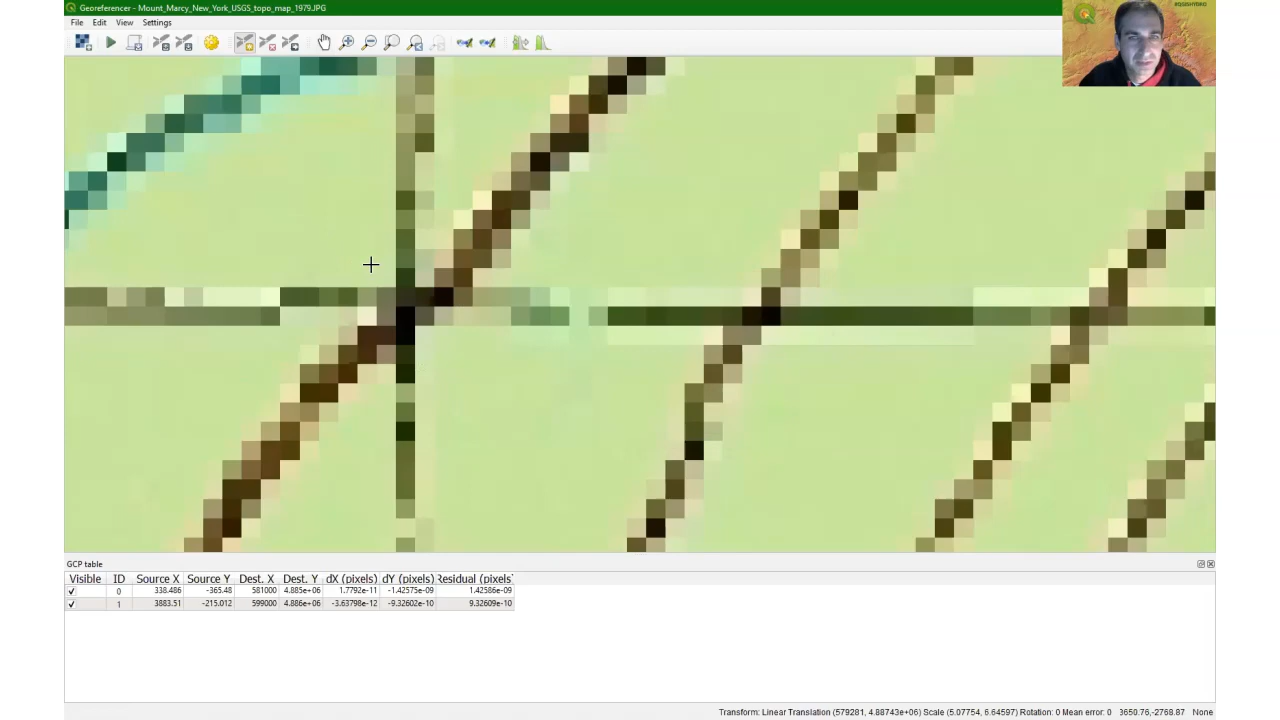 Georeferencer - Mount_Marcy_New_York_USGS_topo_map_1979.JPG
#QGISHYDRO
File Edit View Settings
GCP table
Visible ID Source X Source Y Dest. X Dest. Y dX (pixels) dY (pixels) Residual (pixels)
0 338.486 -365.48 581000 4.885e+06 1.7792e-11 -1.42575e-09 1.42586e-09
1 3883.51 -215.012 599000 4.886e+06 -3.63798e-12 -9.32602e-10 9.32609e-10
Transform: Linear Translation (579281, 4.88743e+06) Scale (5.07754, 6.64597) Rotation: 0 Mean error: 0 3650.76,-2768.87 None